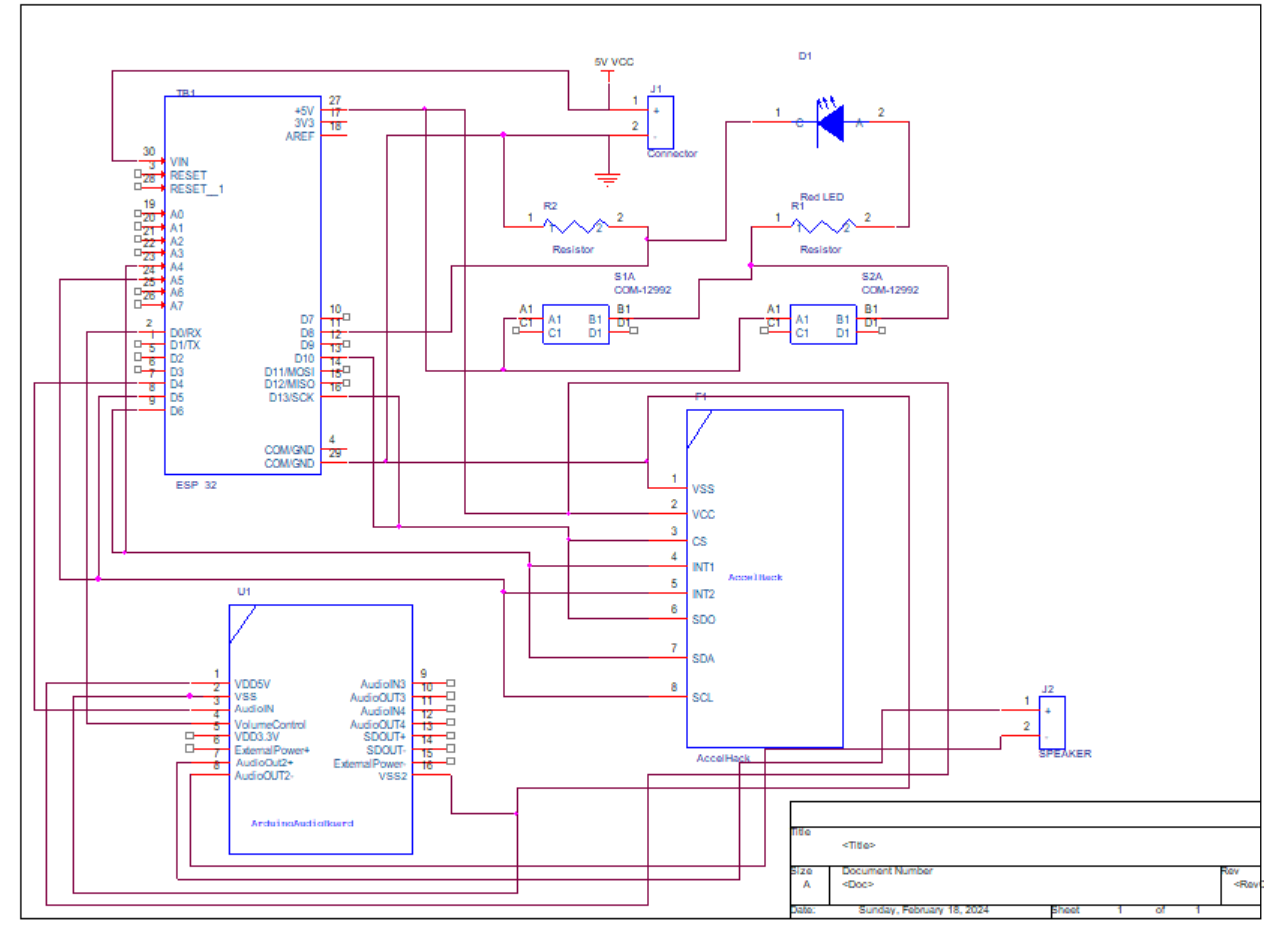 5V VCC
D1
J1
TB1
27
+5V
17
3V3
18
AREF
1
+
2
-
Connector
1
C
A
2
30
VIN
3
RESET
28
RESET__1
19
A0
20
A1
21
A2
22
A3
23
A4
24
A5
25
A6
26
A7
R2
1
1
2
2
Resistor
Red LED
R1
1
1
2
2
Resistor
S1A
COM-12992
A1
A1
B1
B1
C1
C1
D1
D1
S2A
COM-12992
A1
A1
B1
B1
C1
C1
D1
D1
2
D0/RX
1
D1/TX
5
D2
6
D3
7
D4
8
D5
9
D6
10
D7
11
D8
12
D9
13
D10
14
D11/MOSI
15
D12/MISO
16
D13/SCK
4
COM/GND
29
COM/GND
ESP 32
F1
1
VSS
2
VCC
3
CS
4
INT1
5
INT2
6
SDO
7
SDA
8
SCL
AccelHack
AccelHack
U1
1
VDD5V
2
VSS
3
AudioIN
4
VolumeControl
5
VDD3.3V
6
ExternalPower+
7
AudioOut2+
8
AudioOUT2-
9
AudioIN3
10
AudioOUT3
11
AudioIN4
12
AudioOUT4
13
SDOUT+
14
SDOUT-
15
ExternalPower-
16
VSS2
ArduinoAudioBoard
J2
1
+
2
-
SPEAKER
Title
<Title>
Size
A
Document Number
<Doc>
Rev
<Rev
Date:
Sunday, February 18, 2024
Sheet
1
of
1